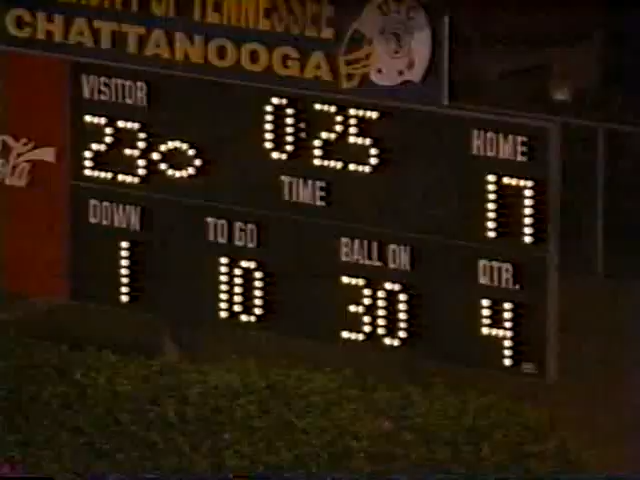 OF TENNESSEE
CHATTANOOGA
VISITOR
23
0:25
TIME
HOME
17
DOWN
1
TO GO
10
BALL ON
30
QTR.
4